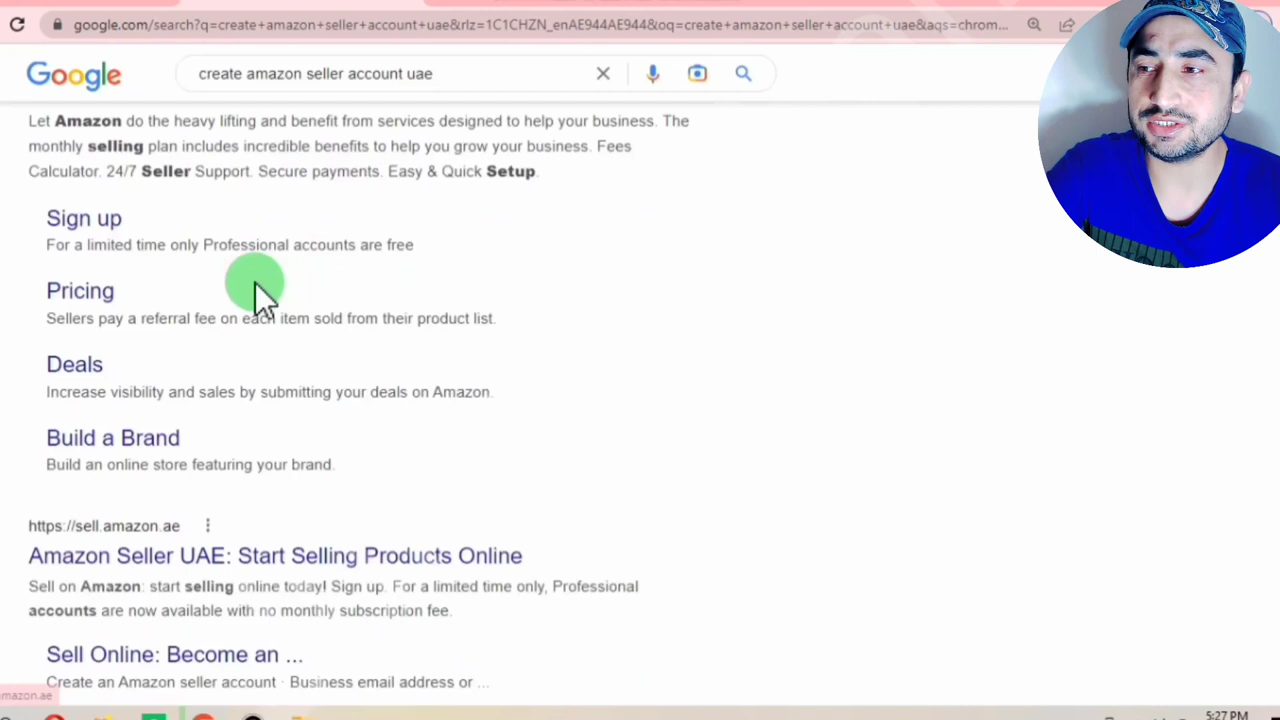 google.com/search?q=create+amazon+seller+account+uae&rlz=1C1CHZN_enAE944AE944&oq=create+amazon+seller+account+uae&aqs=chrom...
Google
create amazon seller account uae
Let Amazon do the heavy lifting and benefit from services designed to help your business. The
monthly selling plan includes incredible benefits to help you grow your business. Fees
Calculator. 24/7 Seller Support. Secure payments. Easy & Quick Setup.
Sign up
For a limited time only Professional accounts are free
Pricing
Sellers pay a referral fee on each item sold from their product list.
Deals
Increase visibility and sales by submitting your deals on Amazon.
Build a Brand
Build an online store featuring your brand.
https://sell.amazon.ae
Amazon Seller UAE: Start Selling Products Online
Sell on Amazon: start selling online today! Sign up. For a limited time only, Professional
accounts are now available with no monthly subscription fee.
Sell Online: Become an ...
Create an Amazon seller account · Business email address or ...
mazon.ae
5:27 PM